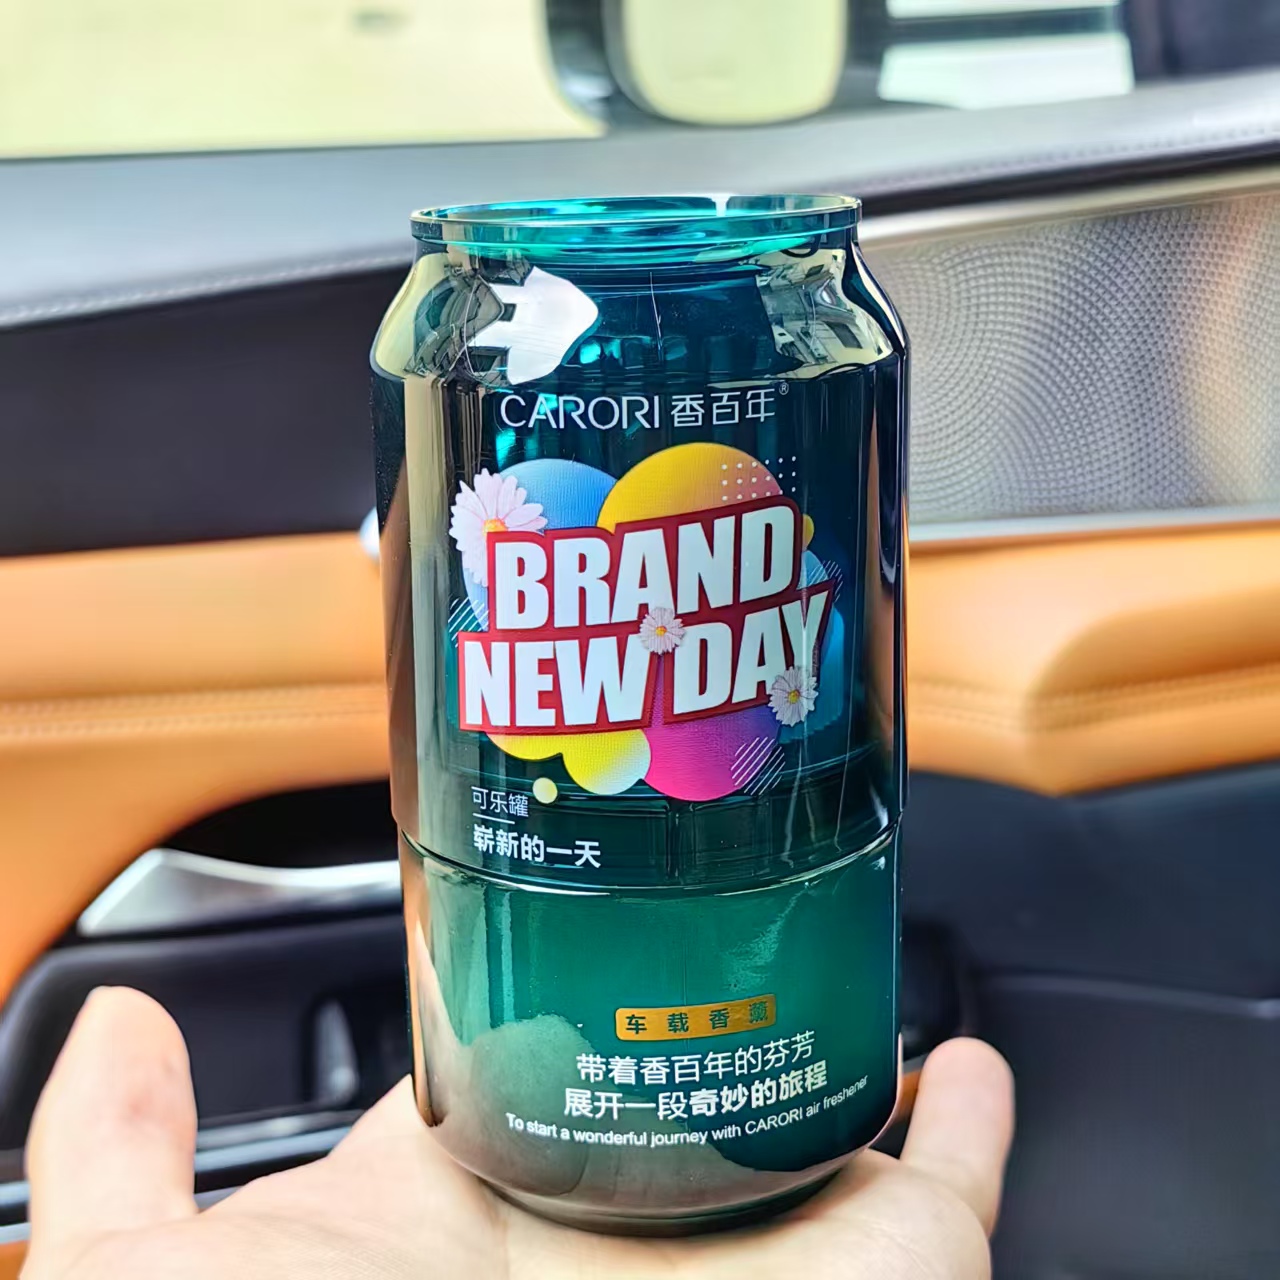 CARORI 香百年®
BRAND
NEW DAY
可乐罐
崭新的一天
车载香薰
带着香百年的芬芳
展开一段奇妙的旅程
To start a wonderful journey with CARORI air freshener